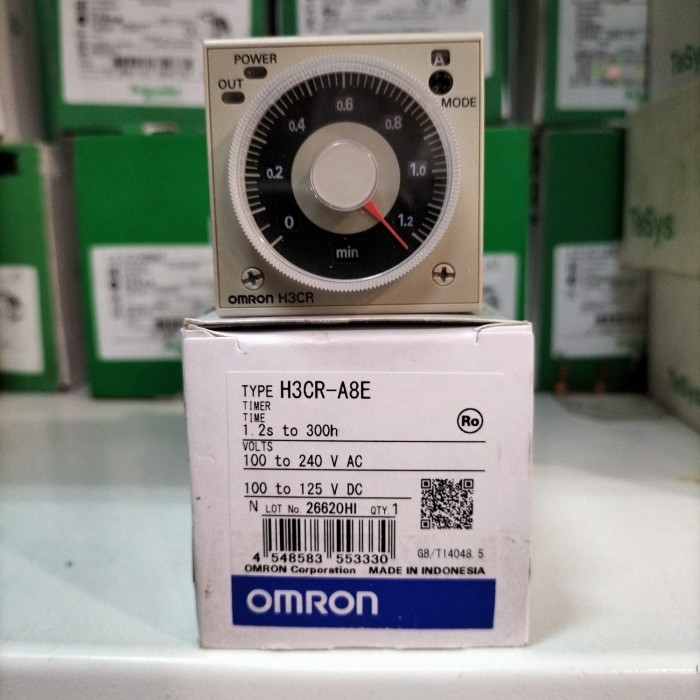 POWER
A
OUT
MODE
0.6
0.4
0.8
0.2
1.0
0
1.2
min
OMRON H3CR
TeSys
TYPE H3CR-A8E
TIMER
TIME
Ro
1.2s to 300h
VOLTS
100 to 240 V AC
100 to 125 V DC
N LOT No. 26620HI QTY 1
4 548583 553330
GB/T14048.5
OMRON Corporation MADE IN INDONESIA
OMRON